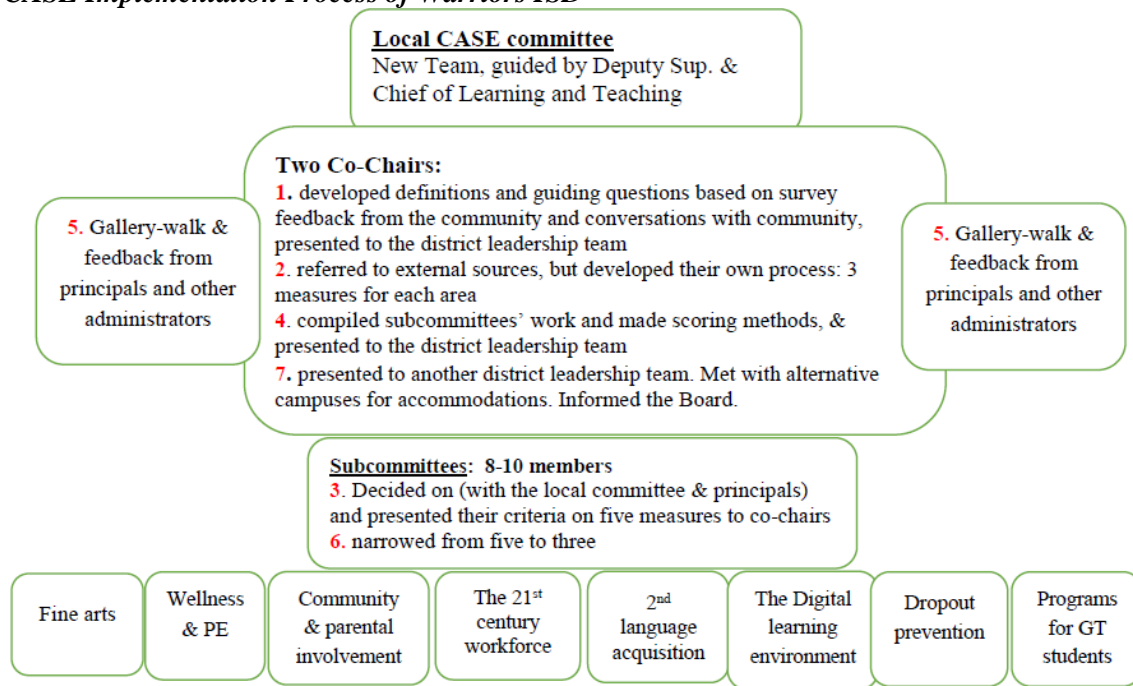 CASE Implementation Process of Warriors ISD
Local CASE committee
New Team, guided by Deputy Sup. &
Chief of Learning and Teaching
Two Co-Chairs:
1. developed definitions and guiding questions based on survey
feedback from the community and conversations with community,
presented to the district leadership team
2. referred to external sources, but developed their own process: 3
measures for each area
4. compiled subcommittees’ work and made scoring methods, &
presented to the district leadership team
7. presented to another district leadership team. Met with alternative
campuses for accommodations. Informed the Board.
5. Gallery-walk &
feedback from
principals and other
administrators
5. Gallery-walk &
feedback from
principals and other
administrators
Subcommittees: 8-10 members
3. Decided on (with the local committee & principals)
and presented their criteria on five measures to co-chairs
6. narrowed from five to three
Fine arts
Wellness
& PE
Community
& parental
involvement
The 21st
century
workforce
2nd
language
acquisition
The Digital
learning
environment
Dropout
prevention
Programs
for GT
students